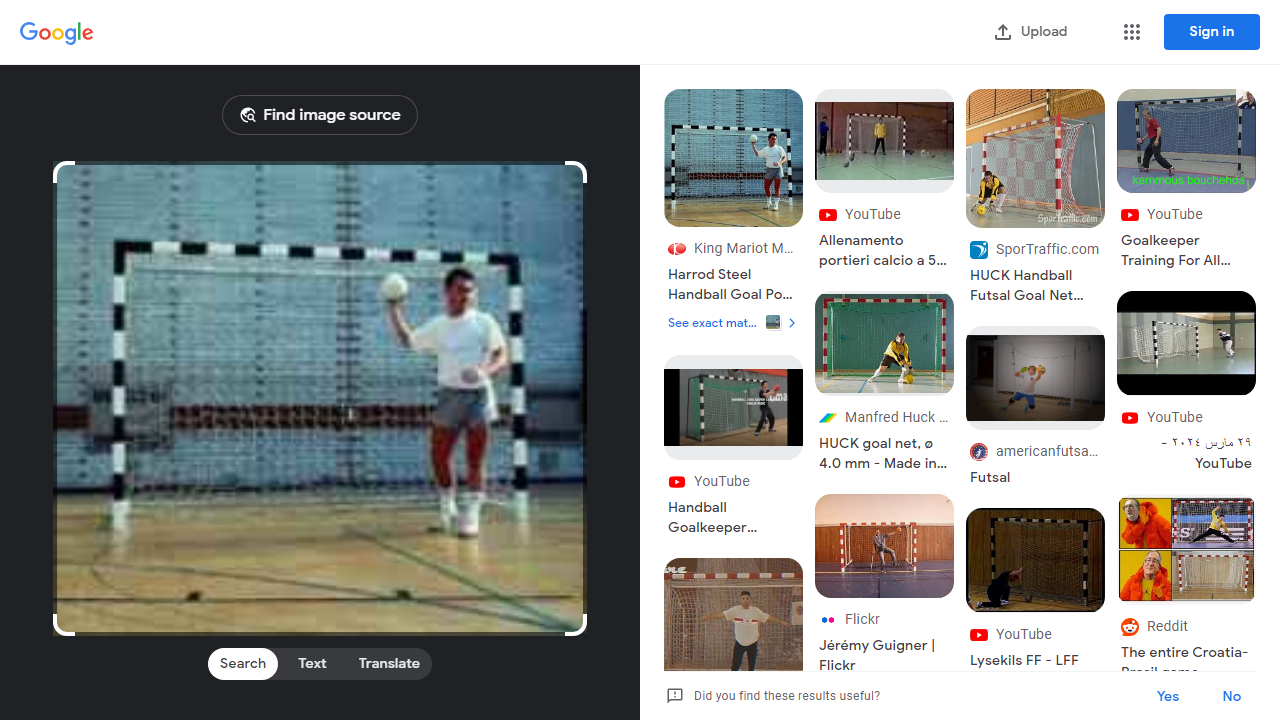 Google
Upload
Sign in
Find image source
Search
Text
Translate
King Mariot M...
Harrod Steel
Handball Goal Po...
See exact mat...
YouTube
Handball
Goalkeeper...
YouTube
Allenamento
portieri calcio a 5...
Manfred Huck ...
HUCK goal net, ø
4.0 mm - Made in...
Flickr
Jérémy Guigner |
Flickr
SporTraffic.com
SporTraffic.com
HUCK Handball
Futsal Goal Net...
americanfutsa...
Futsal
YouTube
Lysekils FF - LFF
kammous bouchehda
YouTube
Goalkeeper
Training For All...
YouTube
٢٩ مارس ٢٠٢٤ -
YouTube
Reddit
The entire Croatia-
Brasil game
Did you find these results useful?
Yes
No